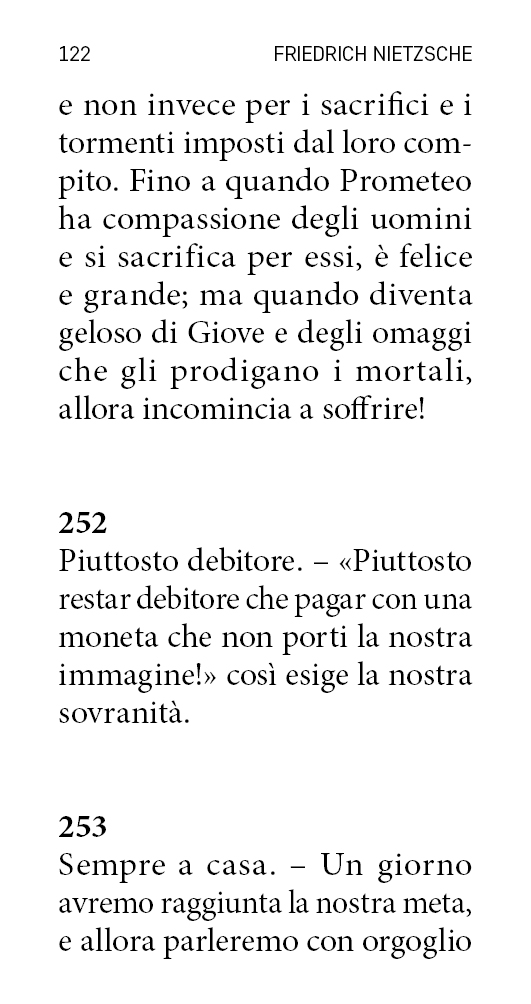 122 FRIEDRICH NIETZSCHE
e non invece per i sacrifici e i
tormenti imposti dal loro com-
pito. Fino a quando Prometeo
ha compassione degli uomini
e si sacrifica per essi, è felice
e grande; ma quando diventa
geloso di Giove e degli omaggi
che gli prodigano i mortali,
allora incomincia a soffrire!
252
Piuttosto debitore. – «Piuttosto
restar debitore che pagar con una
moneta che non porti la nostra
immagine!» così esige la nostra
sovranità.
253
Sempre a casa. – Un giorno
avremo raggiunta la nostra meta,
e allora parleremo con orgoglio